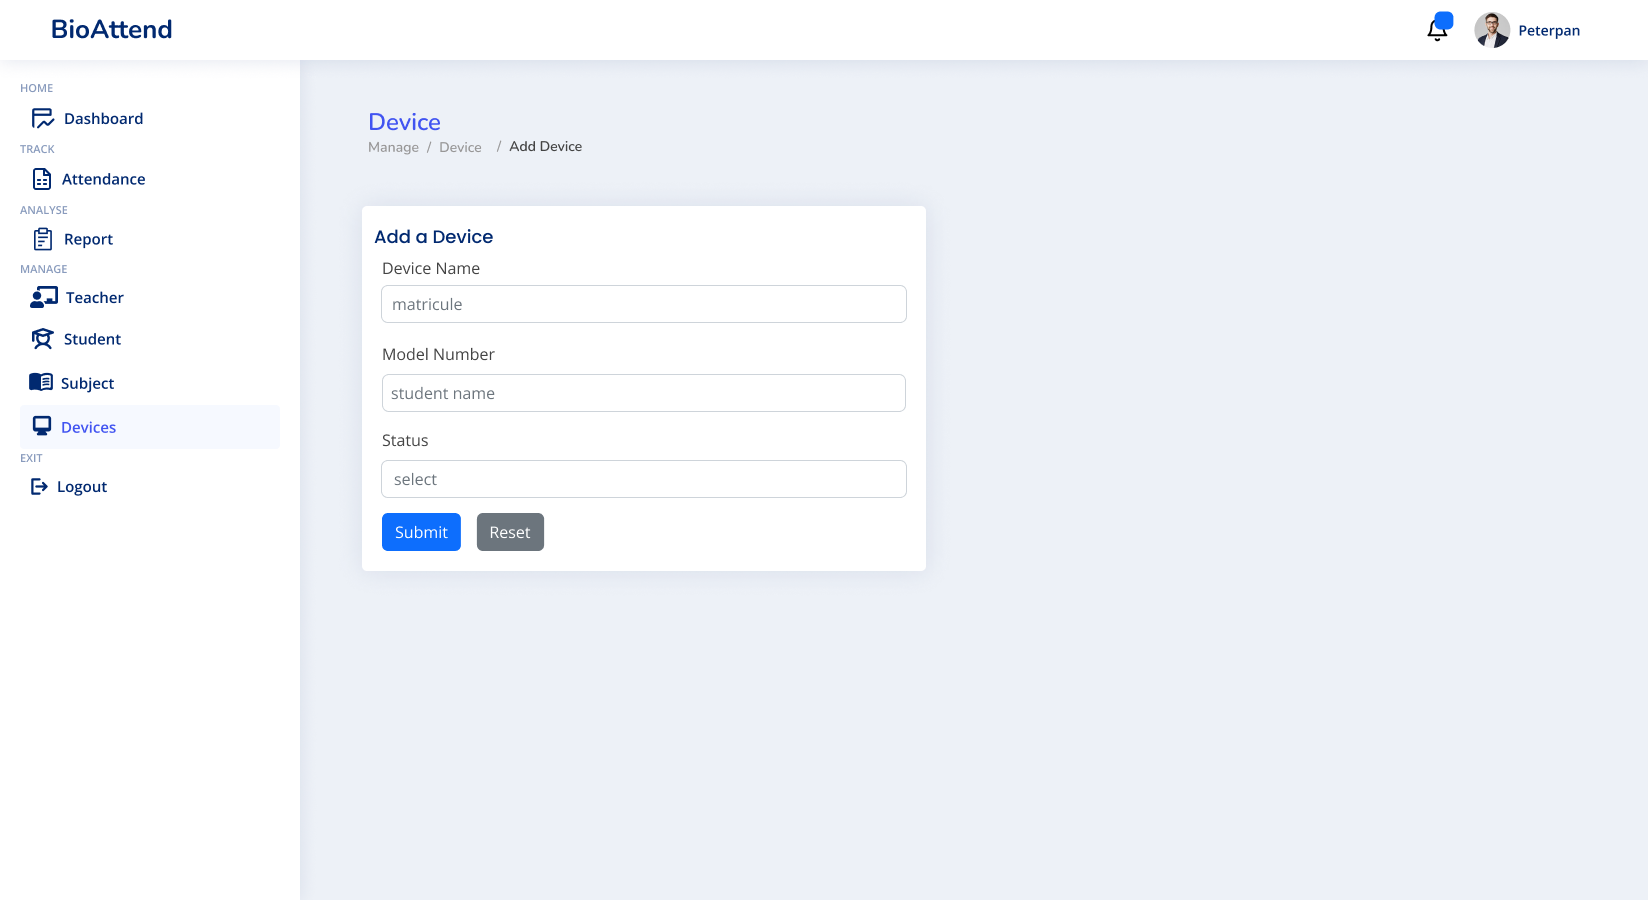 BioAttend
Peterpan
HOME
Dashboard
TRACK
Attendance
ANALYSE
Report
MANAGE
Teacher
Student
Subject
Devices
EXIT
Logout
Device
Manage / Device / Add Device
Add a Device
Device Name
matricule
Model Number
student name
Status
select
Submit Reset